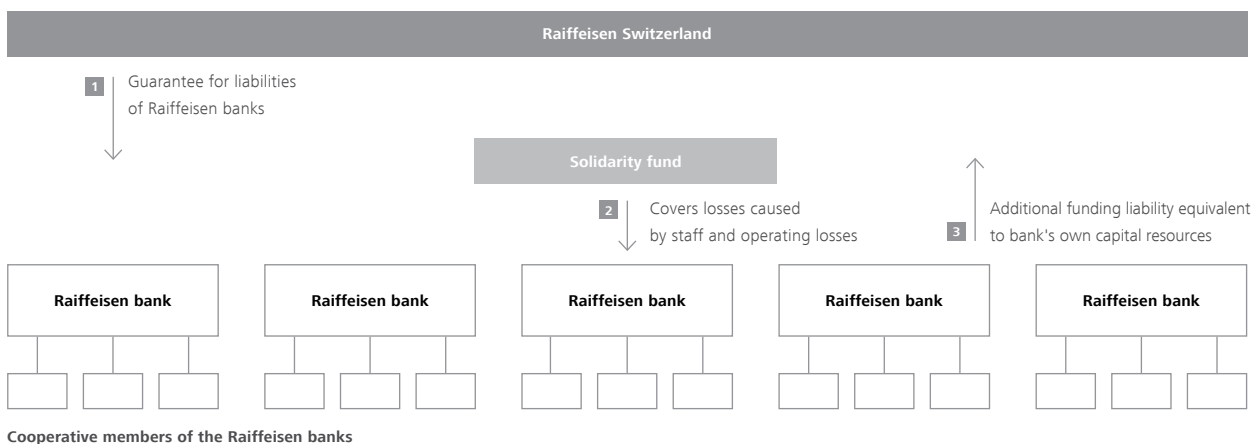 Raiffeisen Switzerland
1
Guarantee for liabilities
of Raiffeisen banks
Solidarity fund
2
Covers losses caused
by staff and operating losses
3
Additional funding liability equivalent
to bank's own capital resources
Raiffeisen bank
Raiffeisen bank
Raiffeisen bank
Raiffeisen bank
Raiffeisen bank
Cooperative members of the Raiffeisen banks